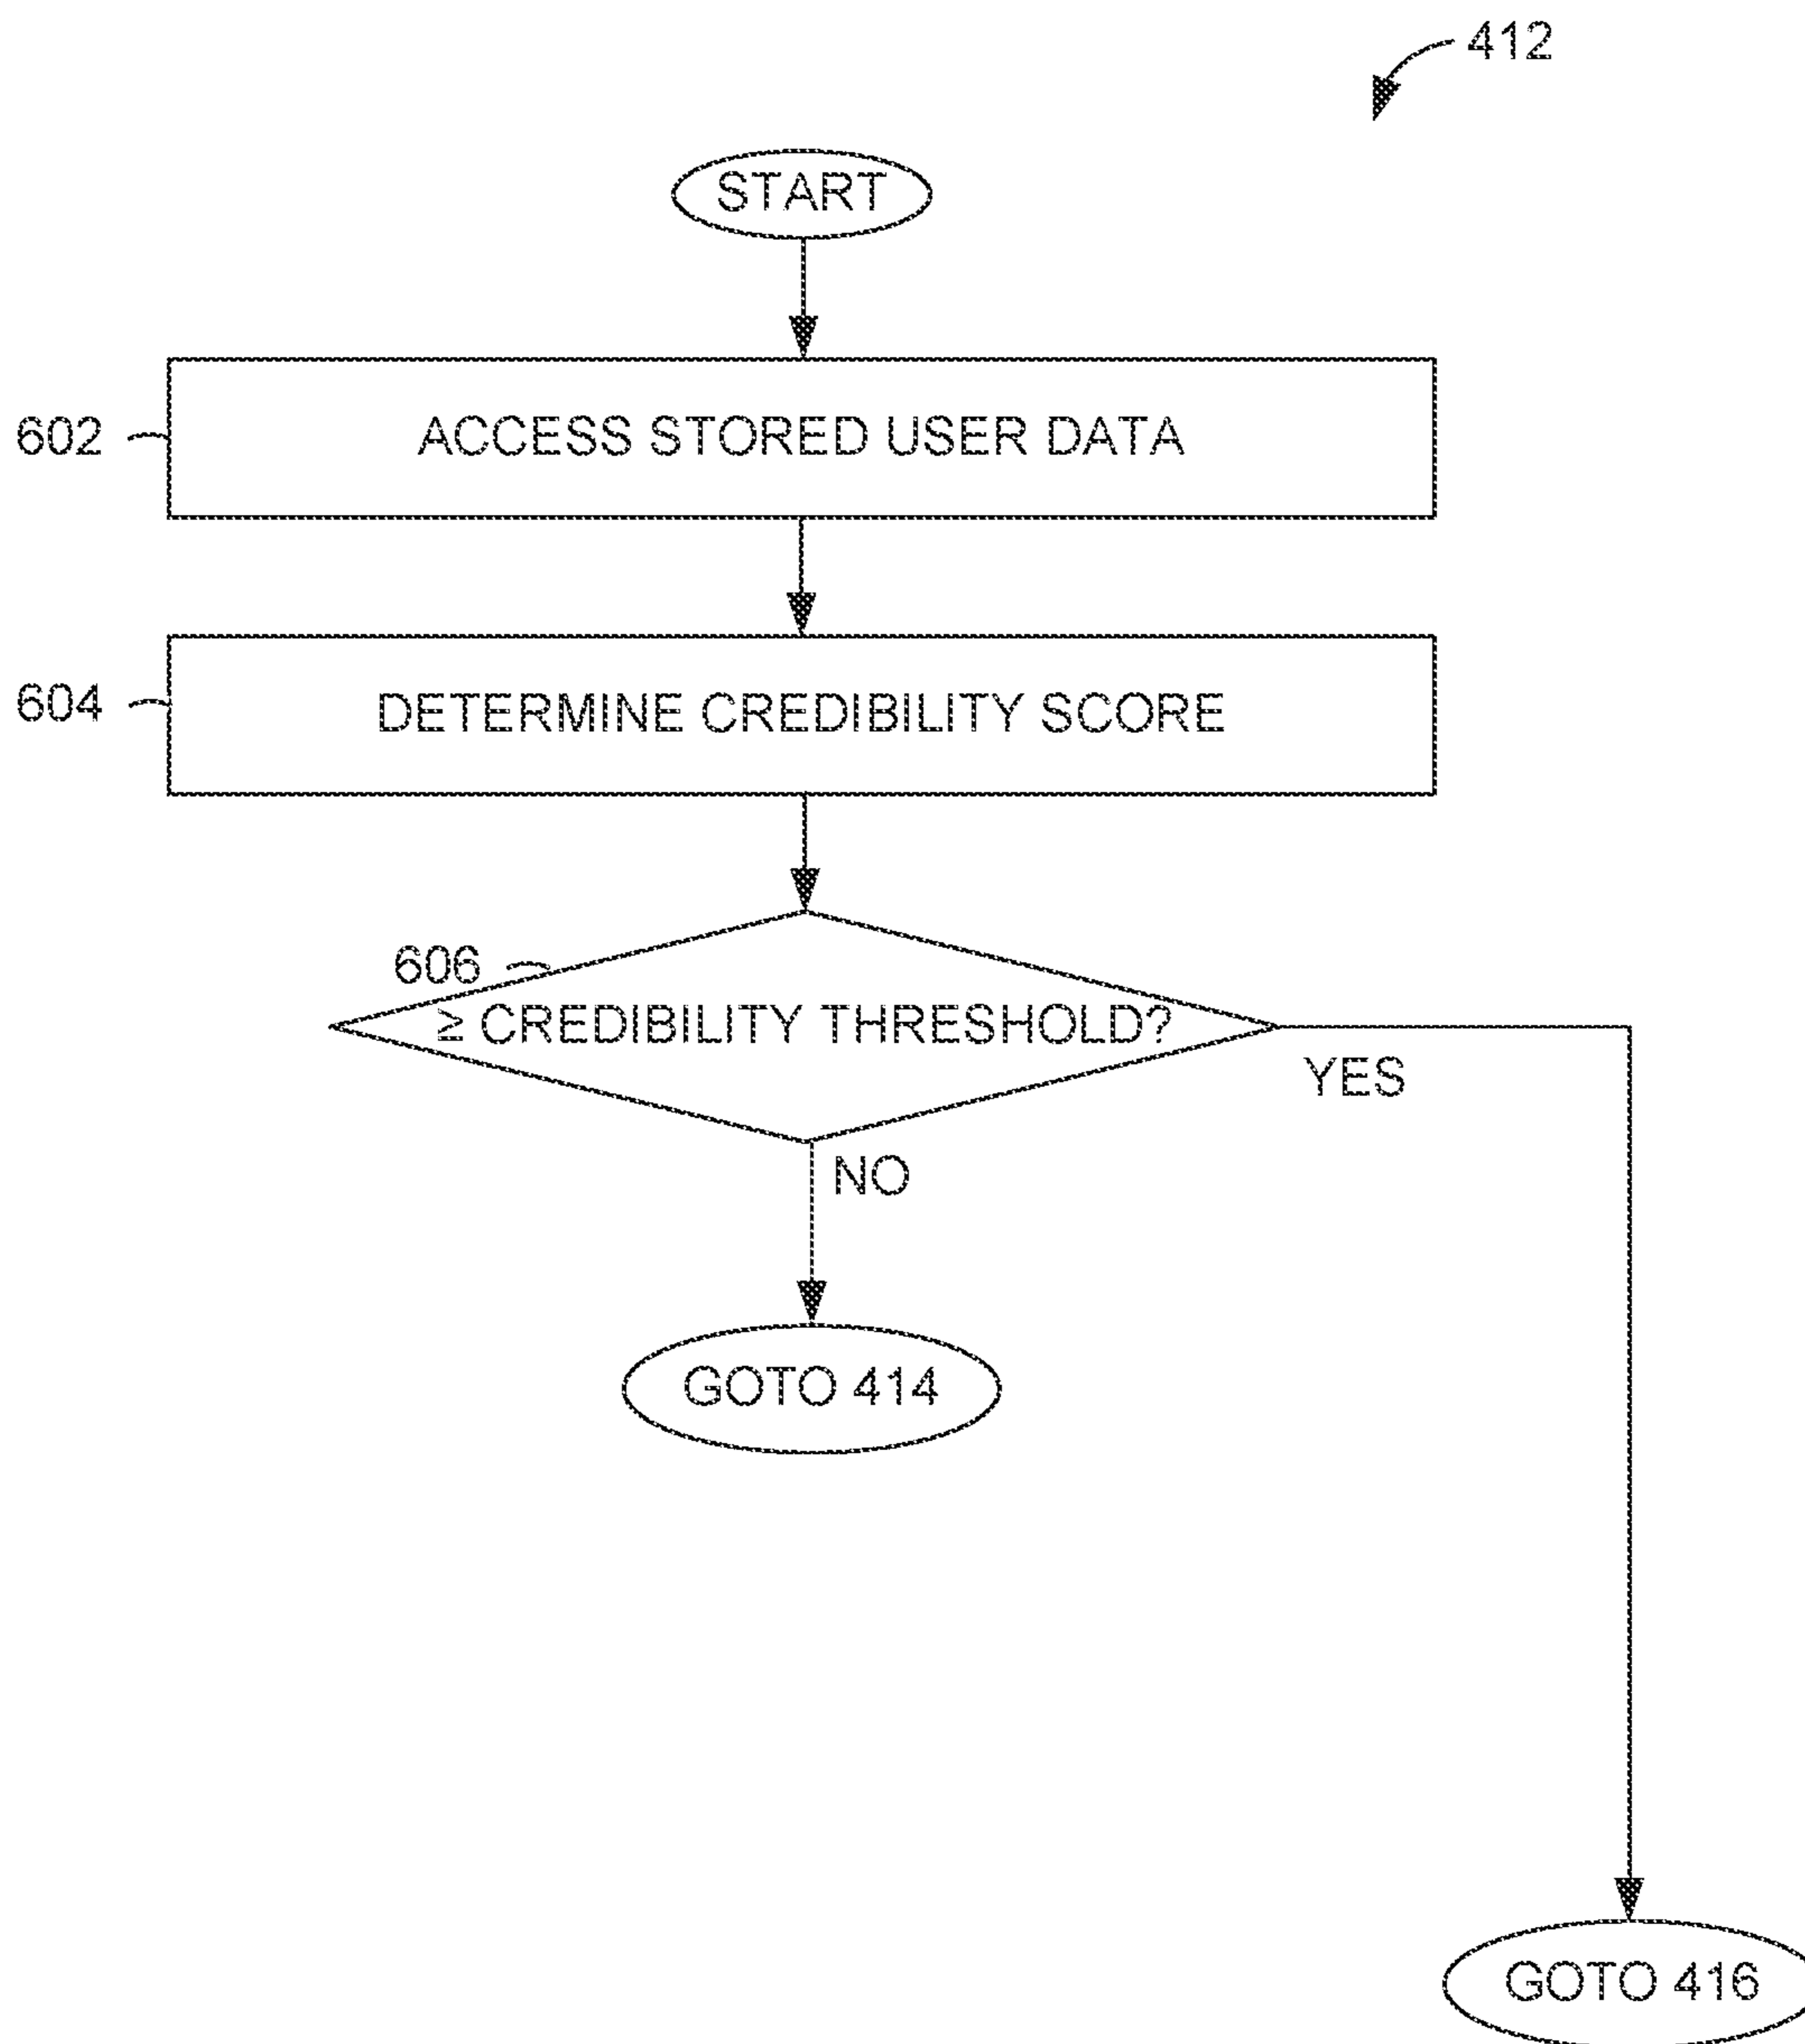 412
START
602 ACCESS STORED USER DATA
604 DETERMINE CREDIBILITY SCORE
606
≥ CREDIBILITY THRESHOLD?
YES
NO
GOTO 414
GOTO 416